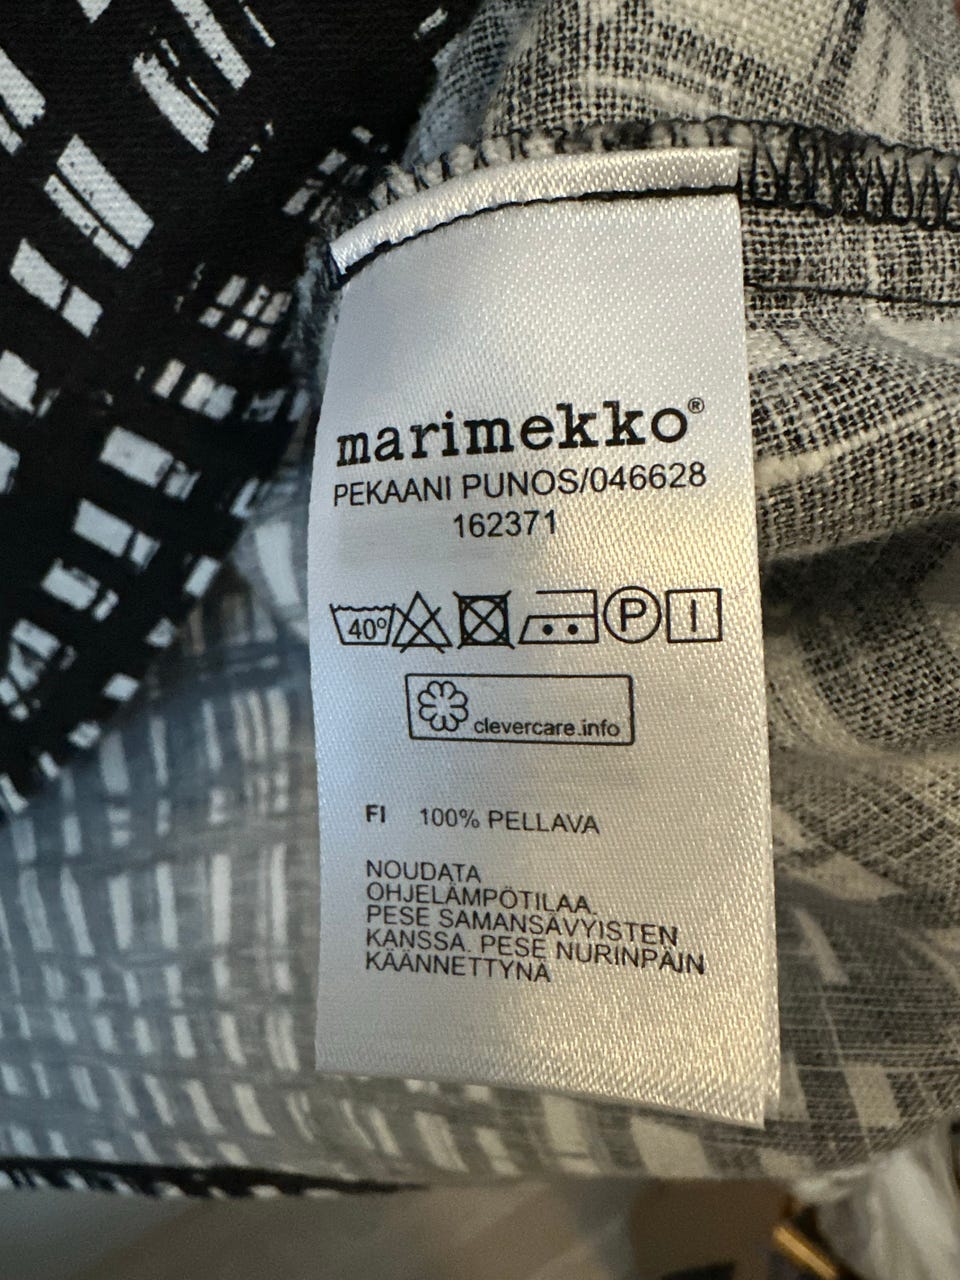 marimekko®
PEKAANI PUNOS/046628
162371
40°
P
clevercare.info
FI 100% PELLAVA
NOUDATA
OHJELÄMPÖTILAA.
PESE SAMANSÄVYISTEN
KANSSA. PESE NURINPÄIN
KÄÄNNETTYNÄ